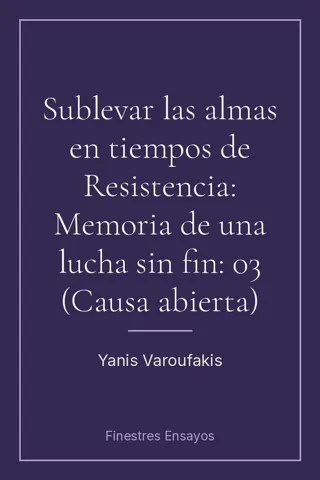 Sublevar las almas
en tiempos de
Resistencia:
Memoria de una
lucha sin fin: 03
(Causa abierta)
Yanis Varoufakis
Finestres Ensayos